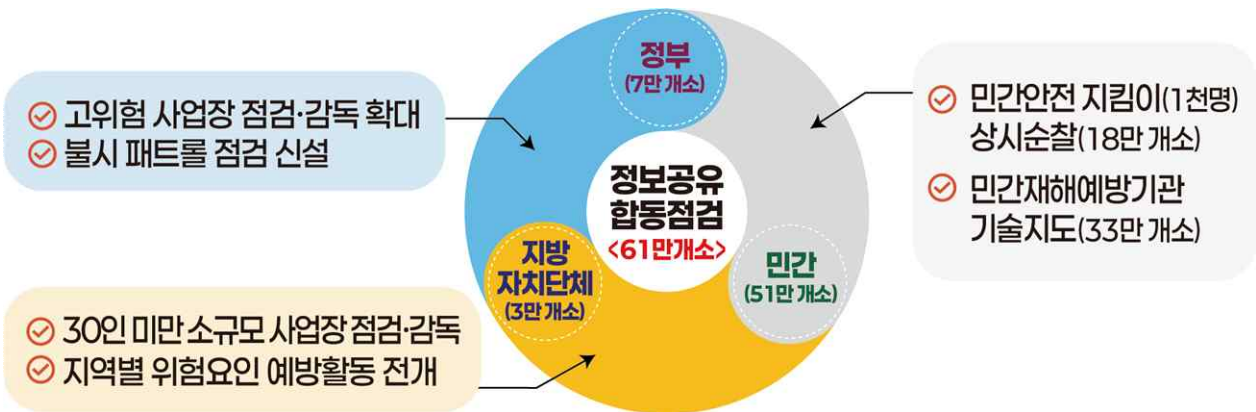 정부
(7만 개소)
고위험 사업장 점검·감독 확대
불시 패트롤 점검 신설
민간안전 지킴이(1천명)
상시순찰(18만 개소)
민간재해예방기관
기술지도(33만 개소)
정보공유
합동점검
<61만개소>
지방
자치단체
(3만 개소)
민간
(51만 개소)
30인 미만 소규모 사업장 점검·감독
지역별 위험요인 예방활동 전개